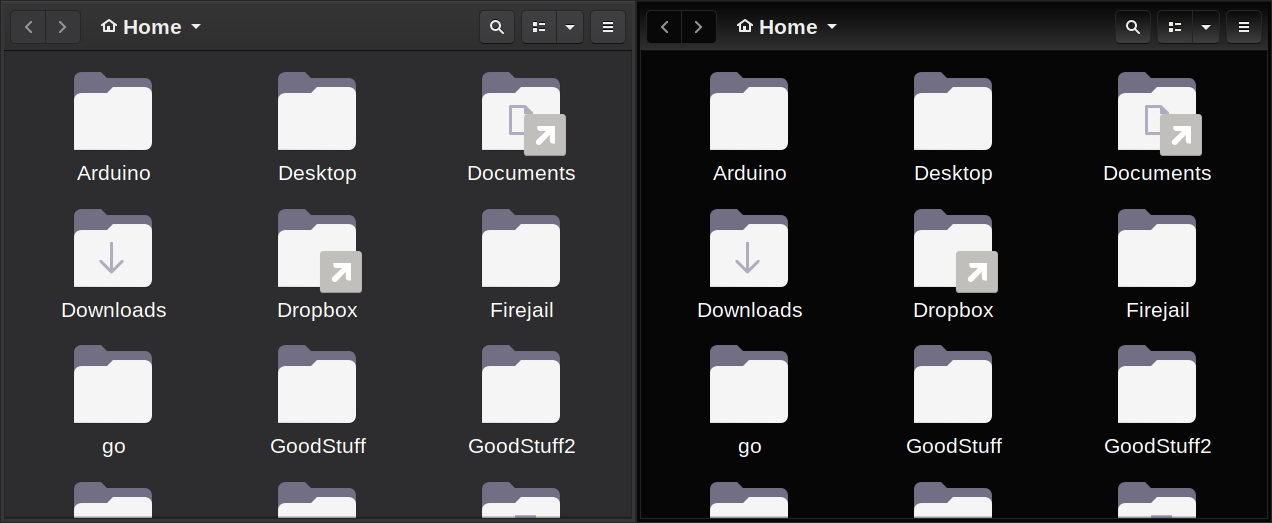 Home
Arduino
Desktop
Documents
Downloads
Dropbox
Firejail
go
GoodStuff
GoodStuff2
Home
Arduino
Desktop
Documents
Downloads
Dropbox
Firejail
go
GoodStuff
GoodStuff2